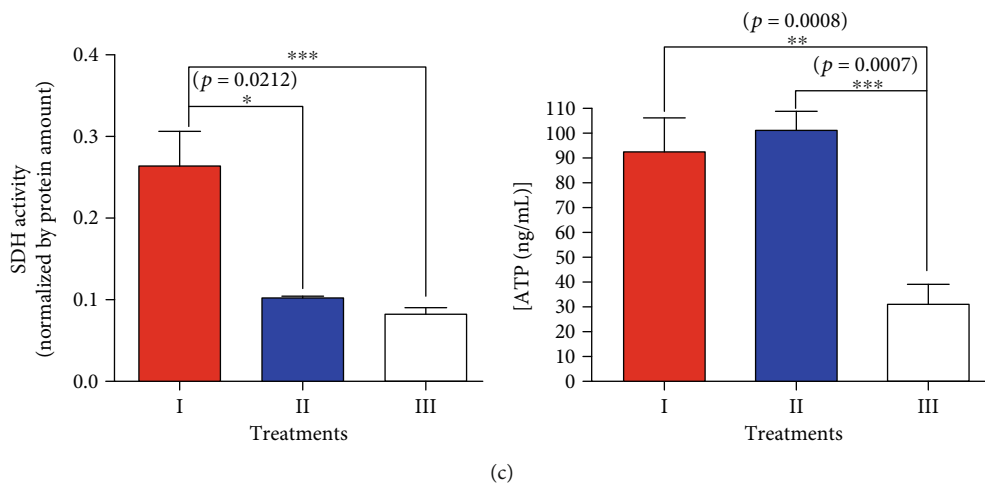 SDH activity
(normalized by protein amount)
0.4
0.3
0.2
0.1
0.0
***
(p = 0.0212)
*
I
II
III
Treatments
[ATP (ng/mL)]
110
100
90
80
70
60
50
40
30
20
10
0
(p = 0.0008)
**
(p = 0.0007)
***
I
II
III
Treatments
(c)